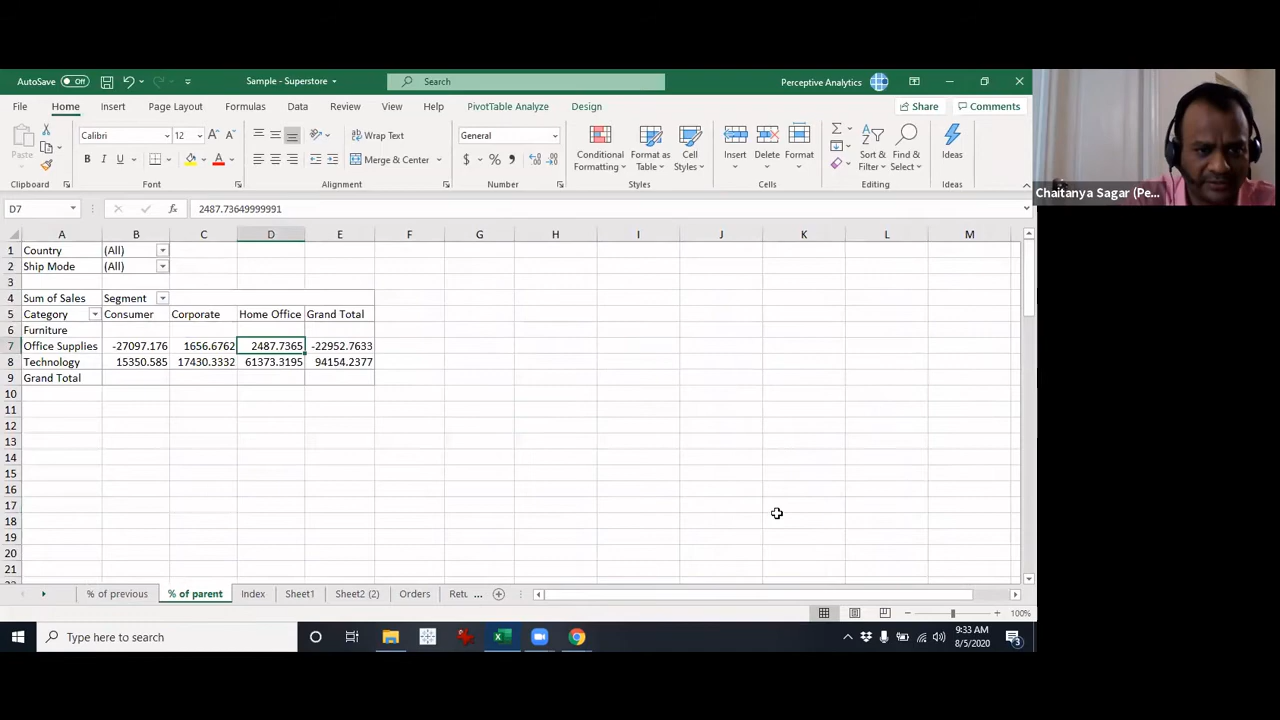 AutoSave Off Sample - Superstore Search Perceptive Analytics
File Home Insert Page Layout Formulas Data Review View Help PivotTable Analyze Design Share Comments
Paste Calibri 12 Wrap Text General Conditional Formatting Format as Table Cell Styles Insert Delete Format Sort & Filter Find & Select Ideas
B I U A Merge & Center $ % ,
Clipboard Font Alignment Number Styles Cells Editing Ideas
Chaitanya Sagar (Pe...
D7 fx 2487.73649999991
A B C D E F G H I J K L M
1 Country (All)
2 Ship Mode (All)
3
4 Sum of Sales Segment
5 Category Consumer Corporate Home Office Grand Total
6 Furniture
7 Office Supplies -27097.176 1656.6762 2487.7365 -22952.7633
8 Technology 15350.585 17430.3332 61373.3195 94154.2377
9 Grand Total
10
11
12
13
14
15
16
17
18
19
20
21
% of previous % of parent Index Sheet1 Sheet2 (2) Orders Retu ...
100%
Type here to search 9:33 AM
8/5/2020 3